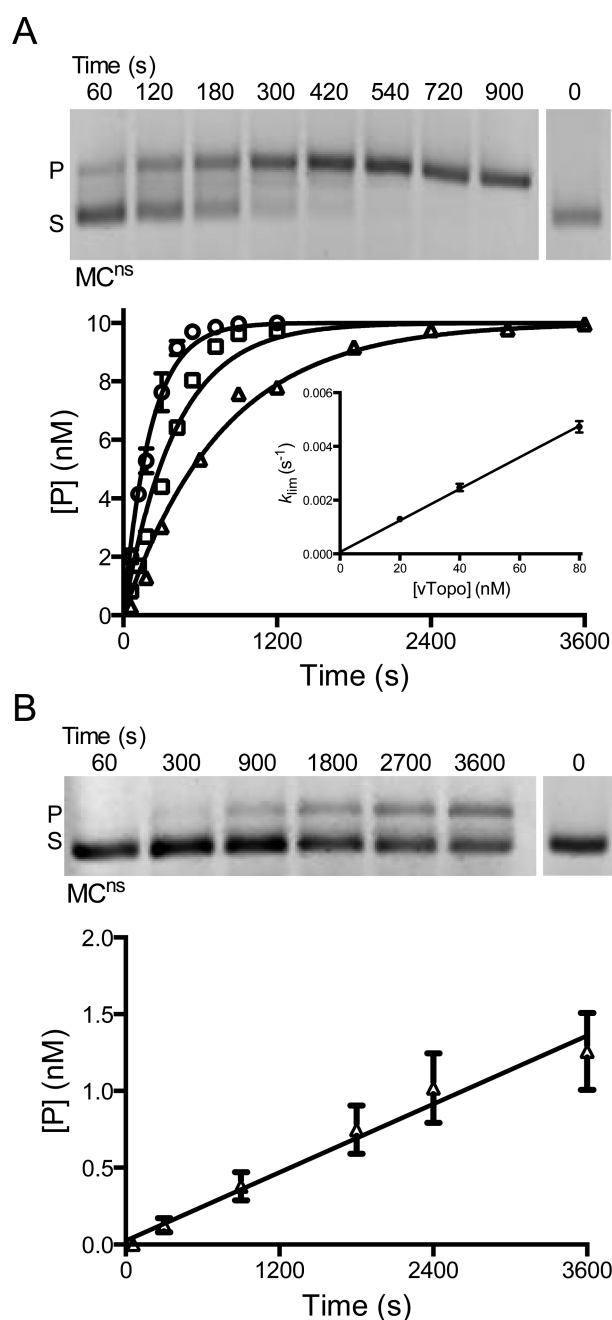 A
Time (s)
60 120 180 300 420 540 720 900 0
P
S
MCⁿˢ
10
8
6
4
2
0
[P] (nM)
0 1200 2400 3600
Time (s)
0.006
0.004
0.002
0.000
k_lim (s⁻¹)
0 20 40 60 80
[vTopo] (nM)
B
Time (s)
60 300 900 1800 2700 3600 0
P
S
MCⁿˢ
2.0
1.5
1.0
0.5
0.0
[P] (nM)
0 1200 2400 3600
Time (s)